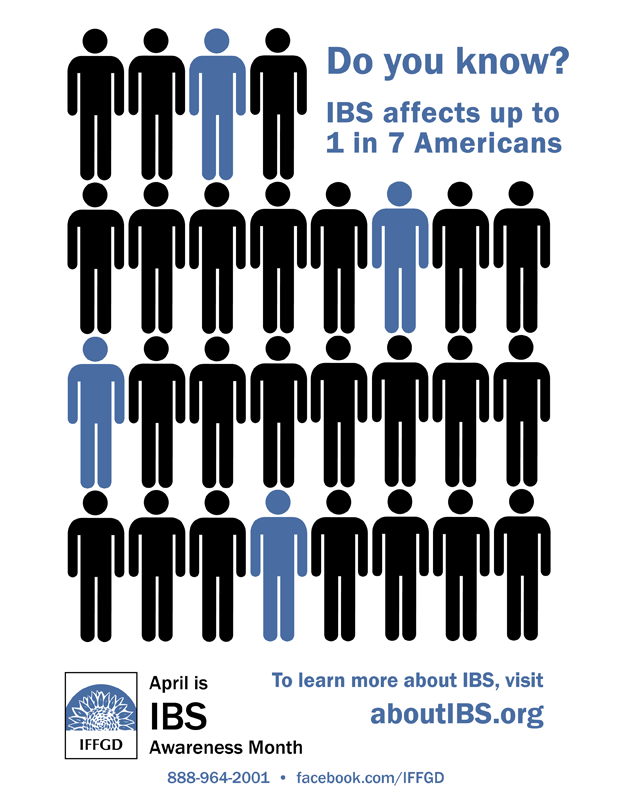 Do you know?
IBS affects up to
1 in 7 Americans
April is
IBS
Awareness Month
IFFGD
To learn more about IBS, visit
aboutIBS.org
888-964-2001 • facebook.com/IFFGD